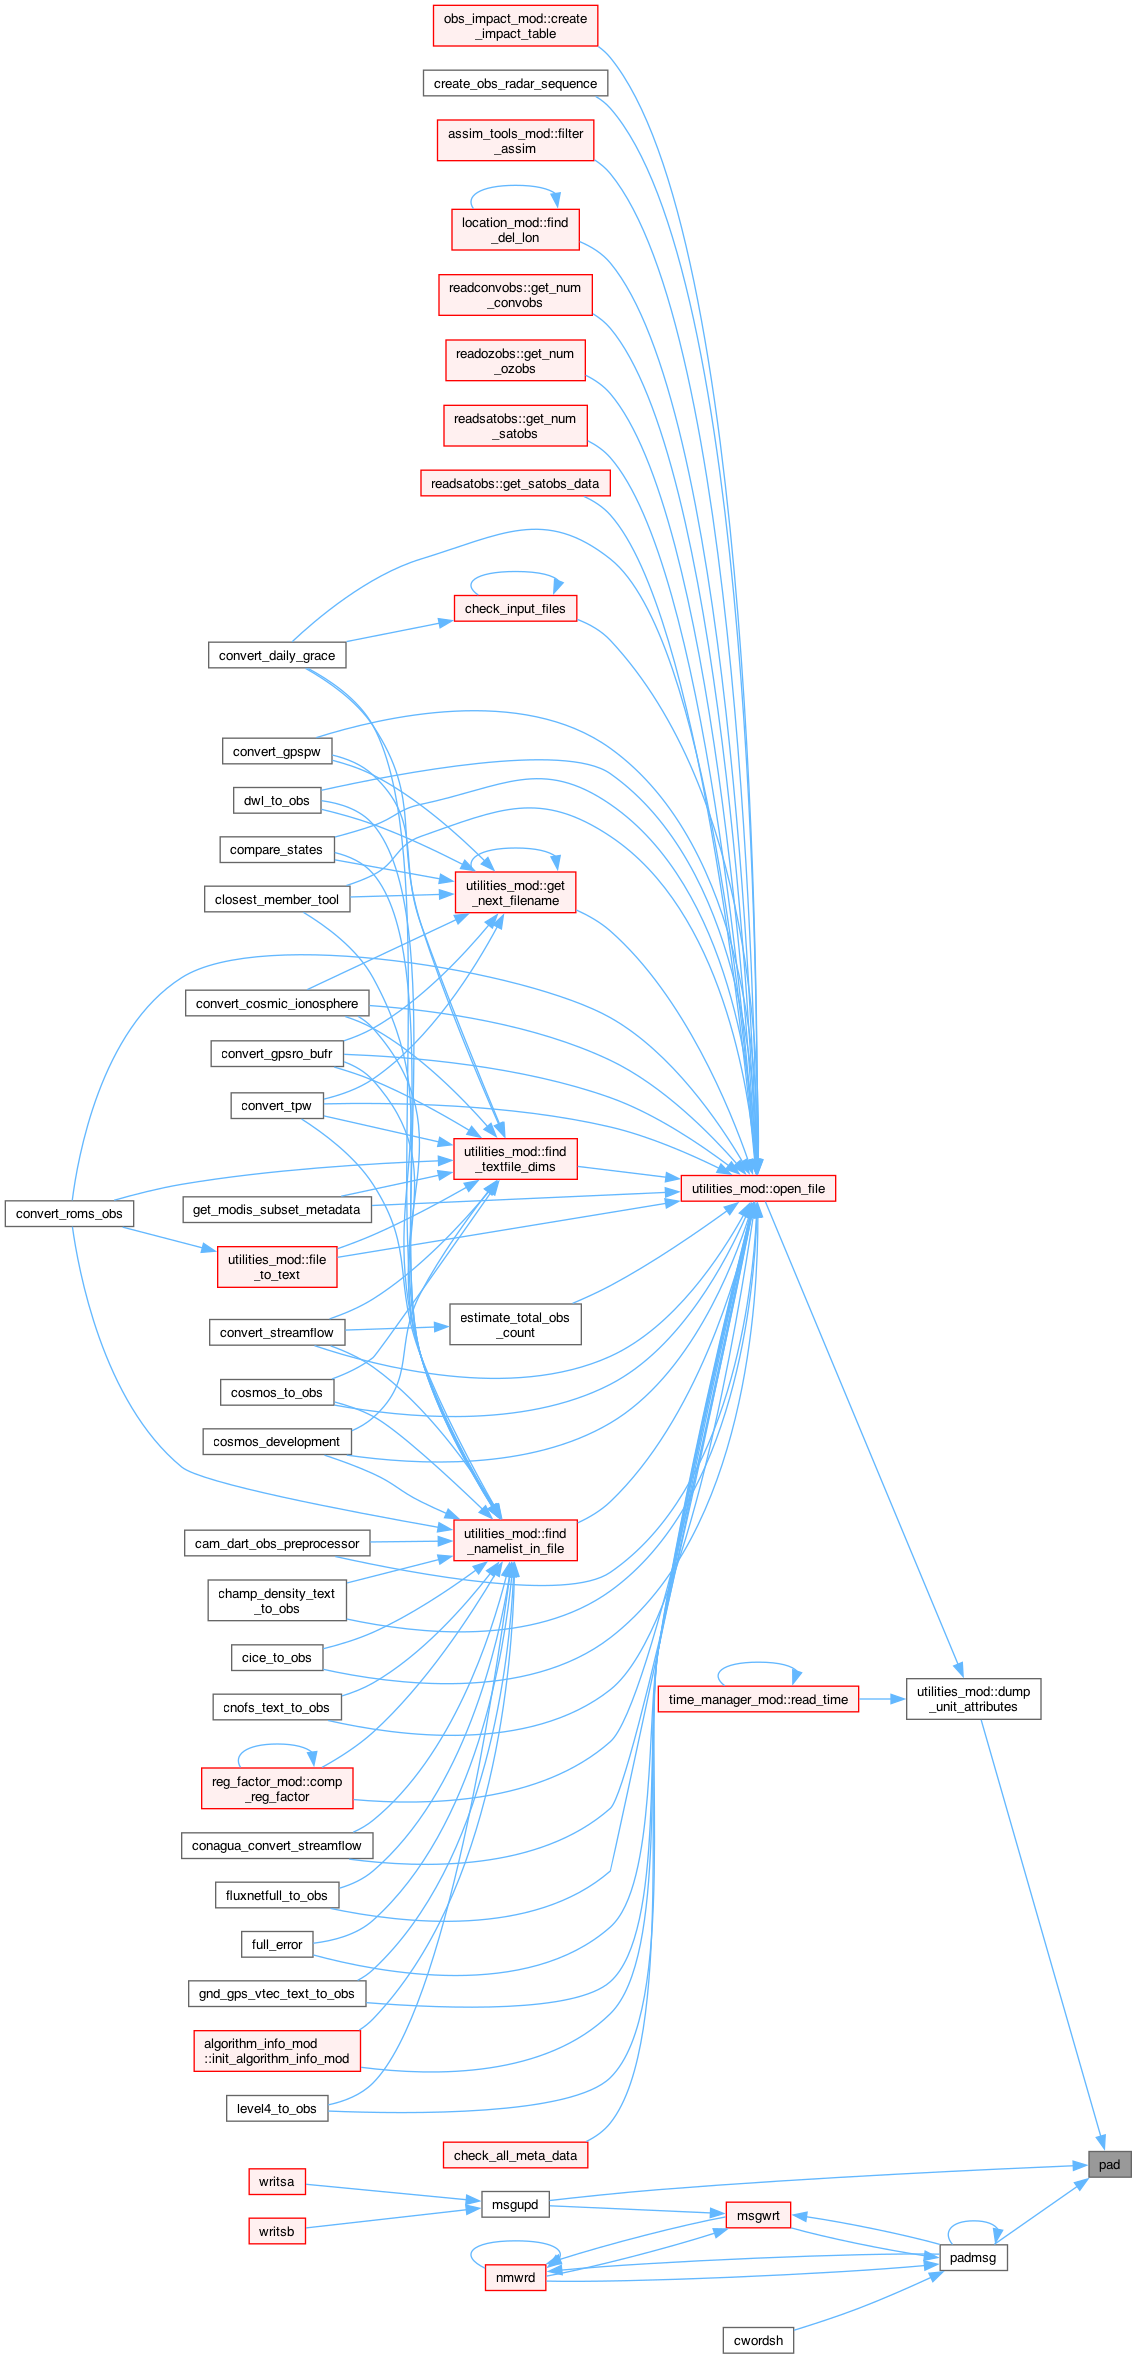 obs_impact_mod::create
_impact_table
create_obs_radar_sequence
assim_tools_mod::filter
_assim
location_mod::find
_del_lon
readconvobs::get_num
_convobs
readozobs::get_num
_ozobs
readsatobs::get_num
_satobs
readsatobs::get_satobs_data
check_input_files
convert_daily_grace
convert_gpspw
dwl_to_obs
compare_states
utilities_mod::get
_next_filename
closest_member_tool
convert_cosmic_ionosphere
convert_gpsro_bufr
convert_tpw
utilities_mod::find
_textfile_dims
utilities_mod::open_file
get_modis_subset_metadata
convert_roms_obs
utilities_mod::file
_to_text
estimate_total_obs
_count
convert_streamflow
cosmos_to_obs
cosmos_development
utilities_mod::find
_namelist_in_file
cam_dart_obs_preprocessor
champ_density_text
_to_obs
cice_to_obs
time_manager_mod::read_time
utilities_mod::dump
_unit_attributes
cnofs_text_to_obs
reg_factor_mod::comp
_reg_factor
conagua_convert_streamflow
fluxnetfull_to_obs
full_error
gnd_gps_vtec_text_to_obs
algorithm_info_mod
::init_algorithm_info_mod
level4_to_obs
check_all_meta_data
pad
writsa
msgupd
msgwrt
writsb
padmsg
nmwrd
cwordsh